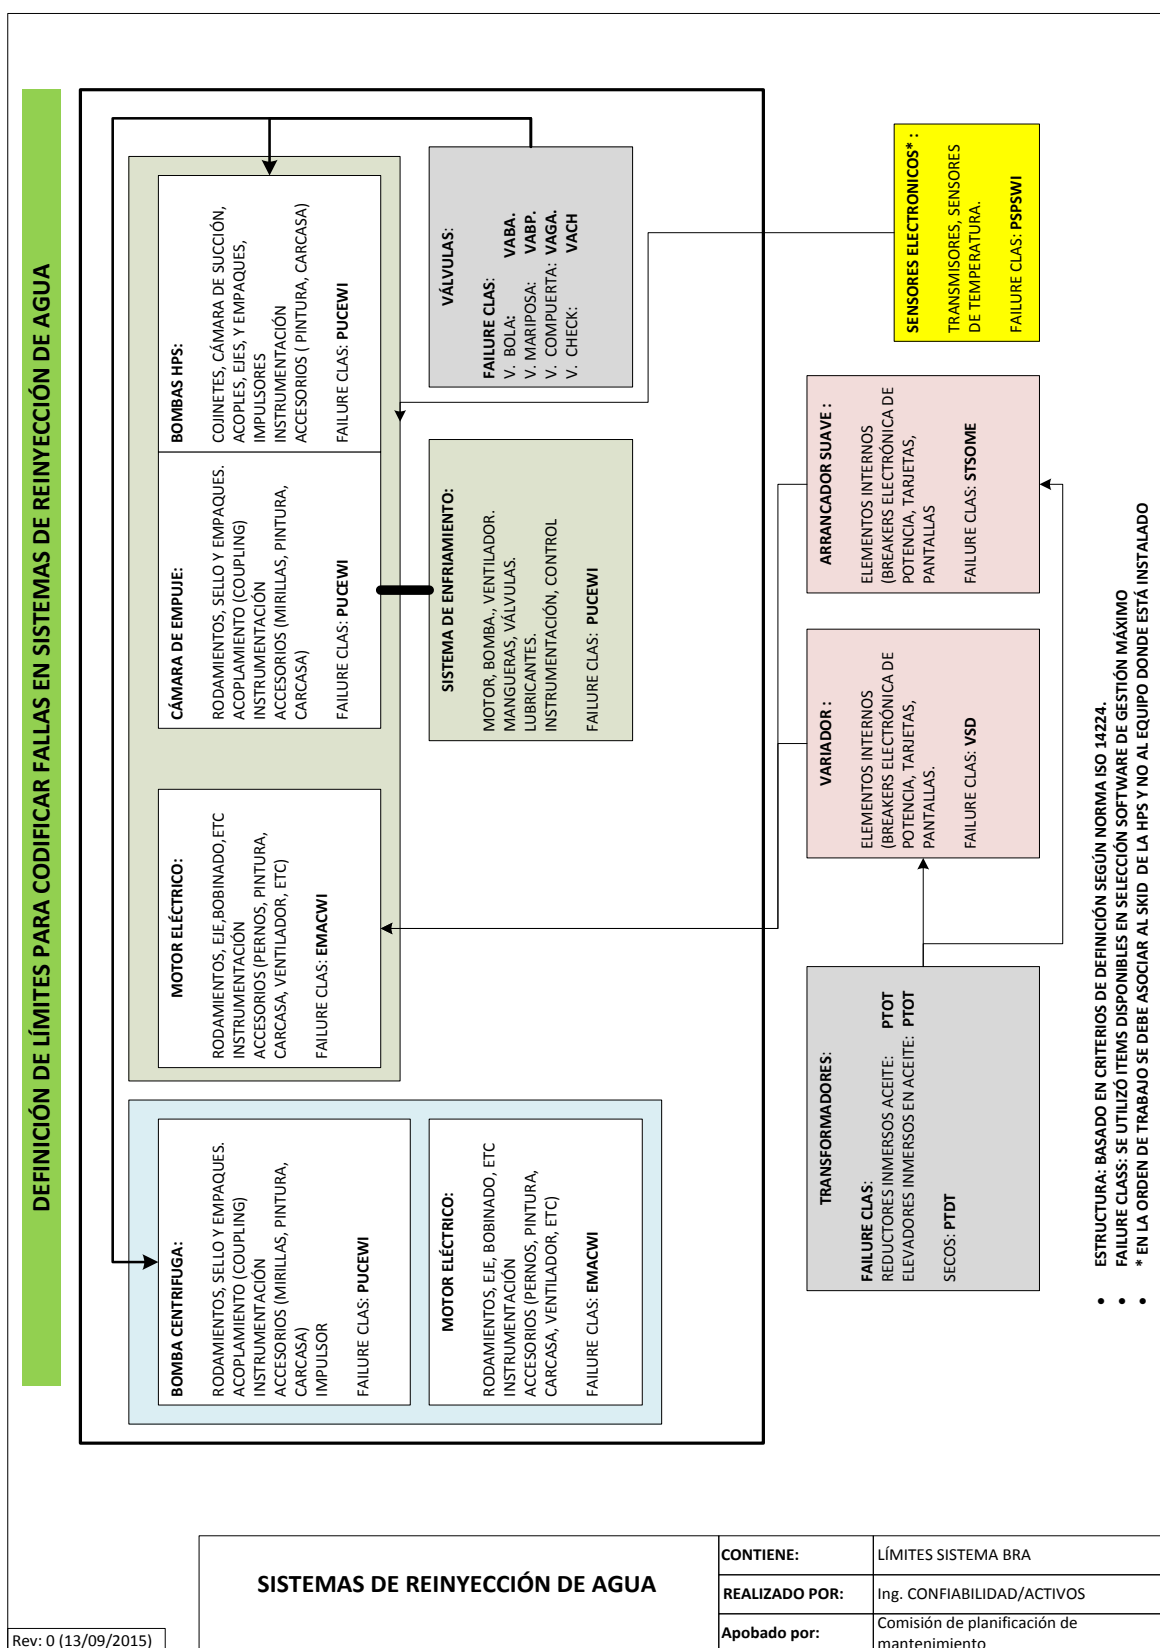 DEFINICIÓN DE LÍMITES PARA CODIFICAR FALLAS EN SISTEMAS DE REINYECCIÓN DE AGUA
BOMBA CENTRIFUGA:
RODAMIENTOS, SELLO Y EMPAQUES.
ACOPLAMIENTO (COUPLING)
INSTRUMENTACIÓN
ACCESORIOS (MIRILLAS, PINTURA,
CARCASA)
IMPULSOR
FAILURE CLAS: PUCEWI
MOTOR ELÉCTRICO:
RODAMIENTOS, EJE, BOBINADO, ETC
INSTRUMENTACIÓN
ACCESORIOS (PERNOS, PINTURA,
CARCASA, VENTILADOR, ETC)
FAILURE CLAS: EMACWI
MOTOR ELÉCTRICO:
RODAMIENTOS, EJE,BOBINADO,ETC
INSTRUMENTACIÓN
ACCESORIOS (PERNOS, PINTURA,
CARCASA, VENTILADOR, ETC)
FAILURE CLAS: EMACWI
CÁMARA DE EMPUJE:
RODAMIENTOS, SELLO Y EMPAQUES.
ACOPLAMIENTO (COUPLING)
INSTRUMENTACIÓN
ACCESORIOS (MIRILLAS, PINTURA,
CARCASA)
FAILURE CLAS: PUCEWI
BOMBAS HPS:
COJINETES, CÁMARA DE SUCCIÓN,
ACOPLES, EJES, Y EMPAQUES,
IMPULSORES
INSTRUMENTACIÓN
ACCESORIOS ( PINTURA, CARCASA)
FAILURE CLAS: PUCEWI
SISTEMA DE ENFRIAMIENTO:
MOTOR, BOMBA., VENTILADOR.
MANGUERAS, VÁLVULAS.
LUBRICANTES.
INSTRUMENTACIÓN, CONTROL
FAILURE CLAS: PUCEWI
VÁLVULAS:
FAILURE CLAS:
V. BOLA: VABA.
V. MARIPOSA: VABP.
V. COMPUERTA: VAGA.
V. CHECK: VACH
TRANSFORMADORES:
FAILURE CLAS:
REDUCTORES INMERSOS ACEITE: PTOT
ELEVADORES INMERSOS EN ACEITE: PTOT
SECOS: PTDT
VARIADOR :
ELEMENTOS INTERNOS
(BREAKERS ELECTRÓNICA DE
POTENCIA, TARJETAS,
PANTALLAS.
FAILURE CLAS: VSD
ARRANCADOR SUAVE :
ELEMENTOS INTERNOS
(BREAKERS ELECTRÓNICA DE
POTENCIA, TARJETAS,
PANTALLAS
FAILURE CLAS: STSOME
SENSORES ELECTRONICOS* :
TRANSMISORES, SENSORES
DE TEMPERATURA.
FAILURE CLAS: PSPSWI
• ESTRUCTURA: BASADO EN CRITERIOS DE DEFINICIÓN SEGÚN NORMA ISO 14224.
• FAILURE CLASS: SE UTILIZÓ ITEMS DISPONIBLES EN SELECCIÓN SOFTWARE DE GESTIÓN MÁXIMO
• * EN LA ORDEN DE TRABAJO SE DEBE ASOCIAR AL SKID DE LA HPS Y NO AL EQUIPO DONDE ESTÁ INSTALADO
SISTEMAS DE REINYECCIÓN DE AGUA
CONTIENE: LÍMITES SISTEMA BRA
REALIZADO POR: Ing. CONFIABILIDAD/ACTIVOS
Apobado por: Comisión de planificación de
mantenimiento
Rev: 0 (13/09/2015)